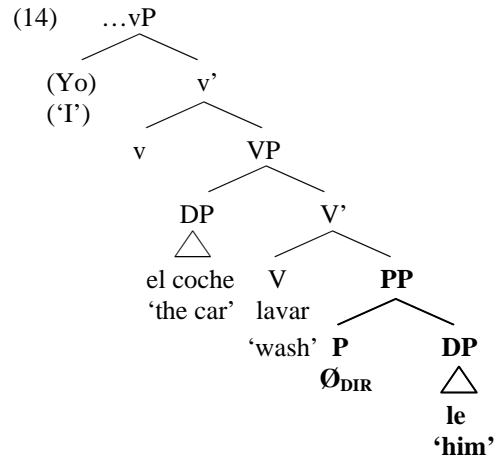 (14) …vP
(Yo) v’
(‘I’)
v VP
DP V’
el coche V PP
‘the car’ lavar
‘wash’ P DP
ØDIR
le
‘him’